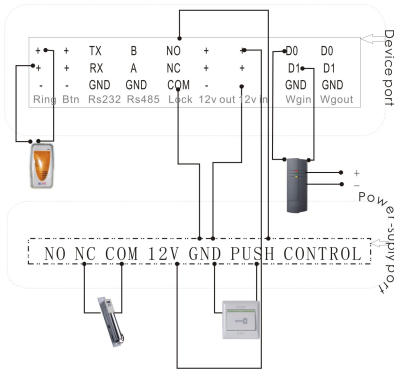 + + TX B NO + + D0 D0
+ + RX A NC + + D1 D1
- - GND GND COM - - GND GND
Ring Btn Rs232 Rs485 Lock 12v out 12v in Wgin Wgout
Device port
+
−
Power-supply port
NO NC COM 12V GND PUSH CONTROL